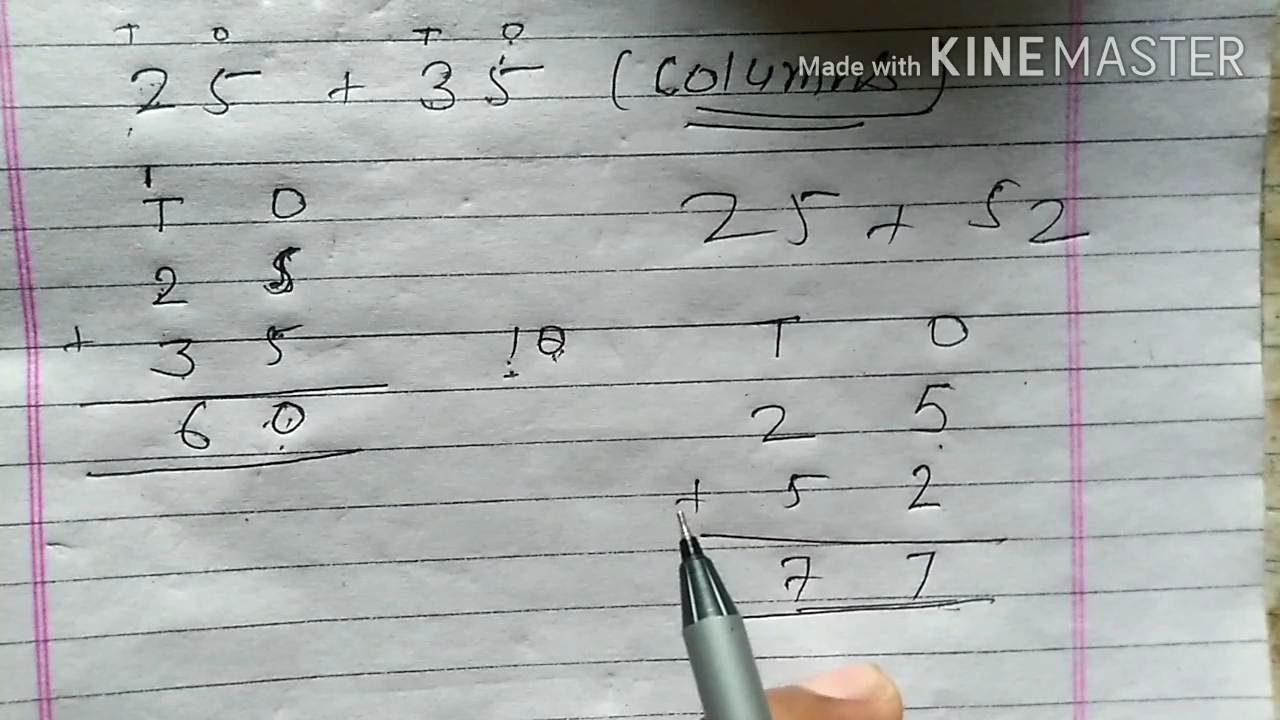 T O T O
25 + 35 (Columns)
Made with KINEMASTER
1
T O
2 5
+ 3 5
6 0
10
25 + 52
T O
2 5
+ 5 2
7 7